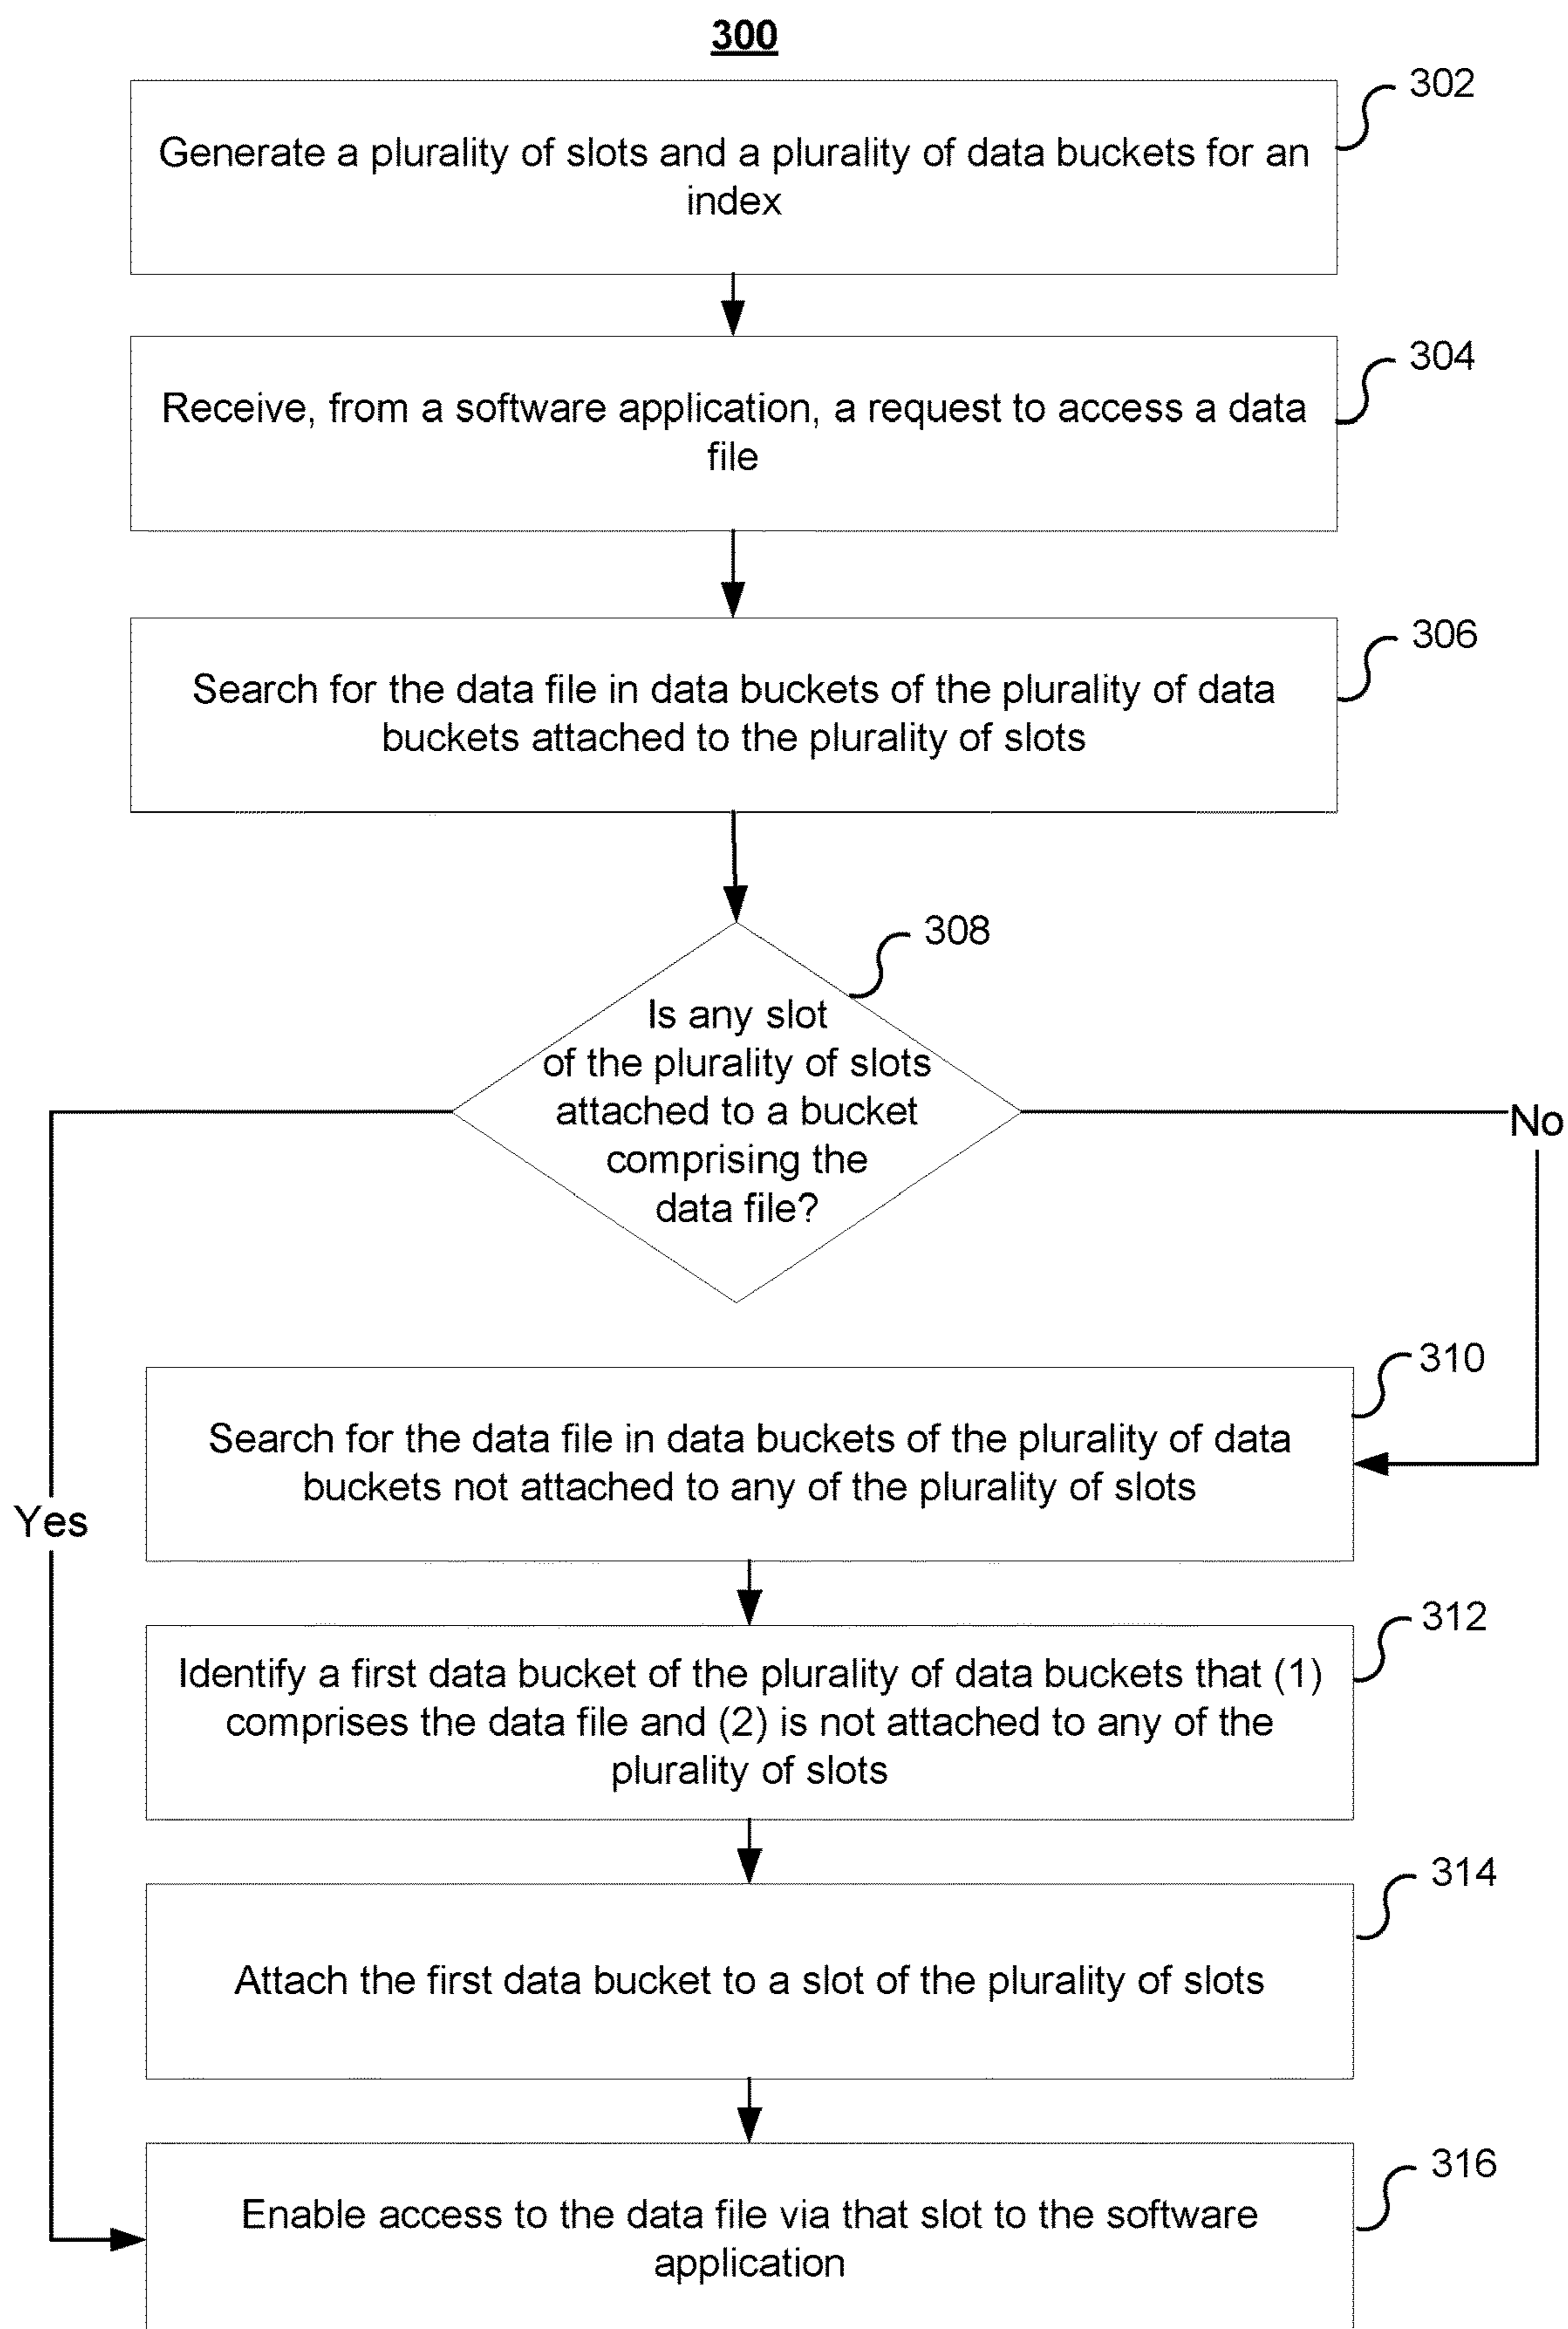 300
302
Generate a plurality of slots and a plurality of data buckets for an
index
304
Receive, from a software application, a request to access a data
file
306
Search for the data file in data buckets of the plurality of data
buckets attached to the plurality of slots
308
Is any slot
of the plurality of slots
attached to a bucket
comprising the
data file?
No
310
Search for the data file in data buckets of the plurality of data
buckets not attached to any of the plurality of slots
Yes
312
Identify a first data bucket of the plurality of data buckets that (1)
comprises the data file and (2) is not attached to any of the
plurality of slots
314
Attach the first data bucket to a slot of the plurality of slots
316
Enable access to the data file via that slot to the software
application